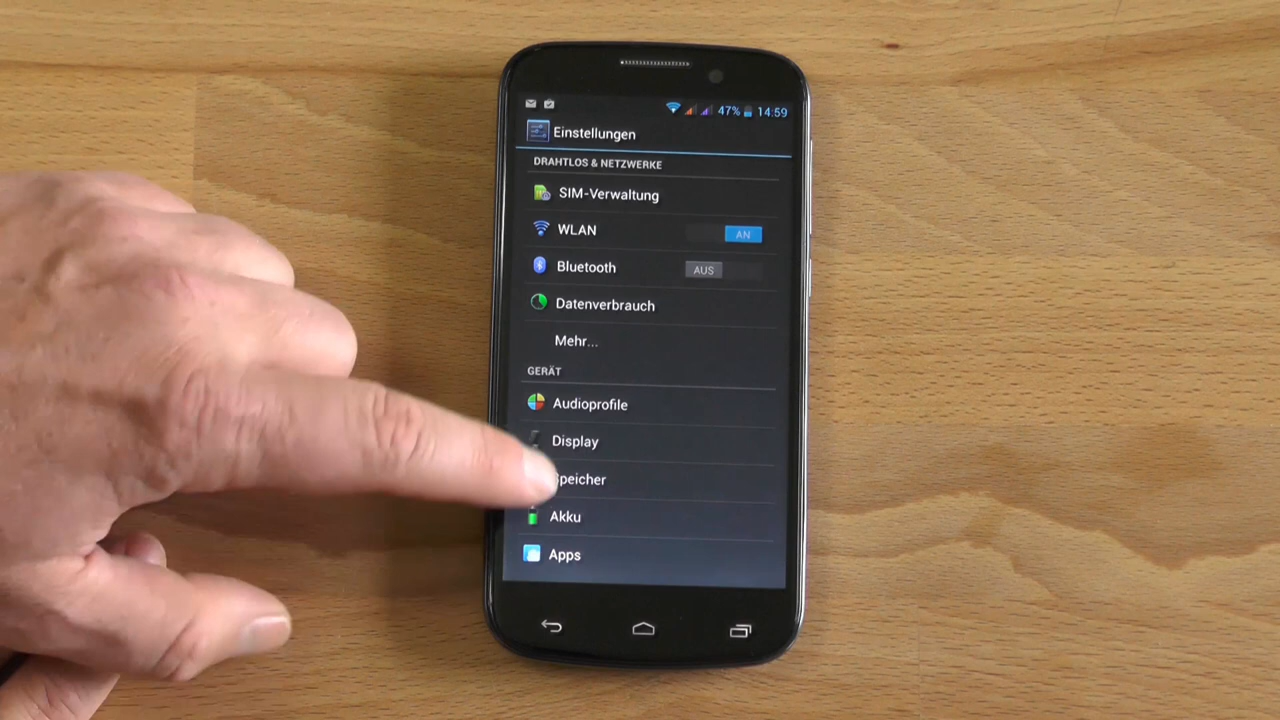 47% 14:59
Einstellungen
DRAHTLOS & NETZWERKE
SIM-Verwaltung
WLAN AN
Bluetooth AUS
Datenverbrauch
Mehr...
GERÄT
Audioprofile
Display
Speicher
Akku
Apps